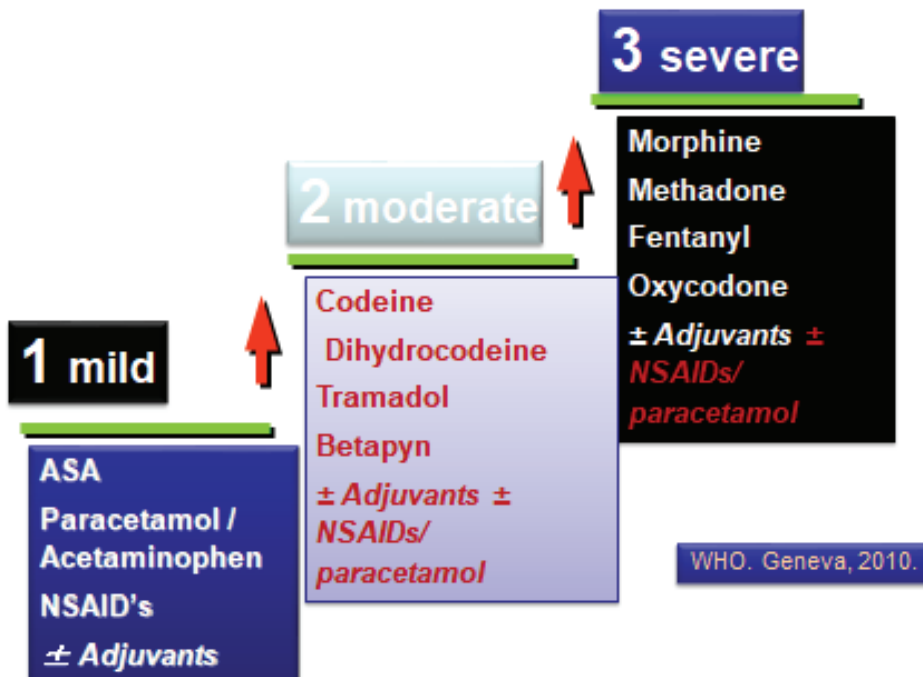 3 severe
Morphine
Methadone
Fentanyl
Oxycodone
± Adjuvants ±
NSAIDs/
paracetamol
2 moderate
Codeine
Dihydrocodeine
Tramadol
Betapyn
± Adjuvants ±
NSAIDs/
paracetamol
1 mild
ASA
Paracetamol /
Acetaminophen
NSAID's
± Adjuvants
WHO. Geneva, 2010.